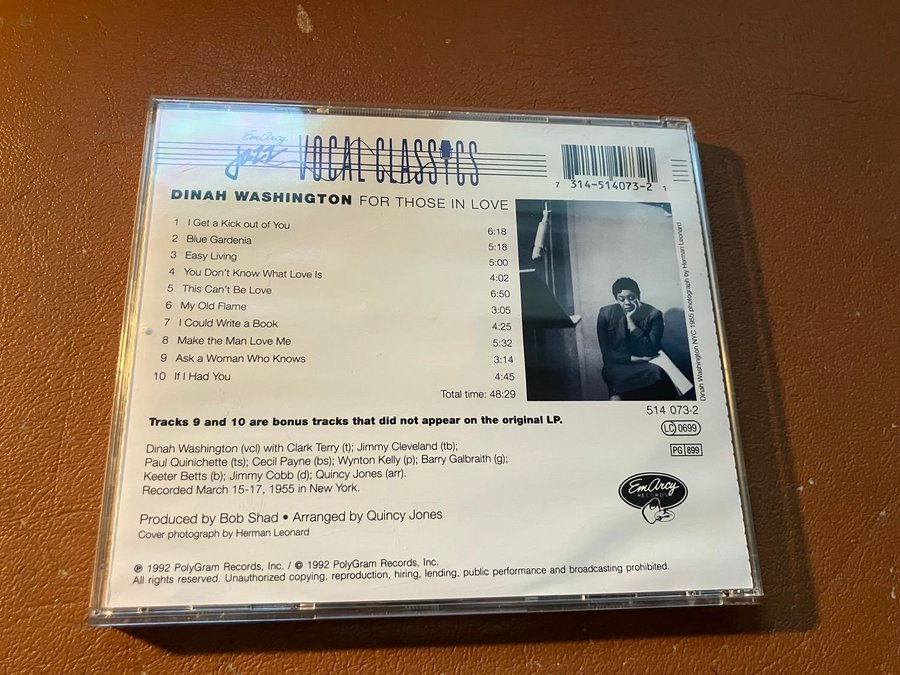 EmArcy
jazz VOCAL CLASSICS
7 314-514073-2 1
DINAH WASHINGTON FOR THOSE IN LOVE
1 I Get a Kick out of You 6:18
2 Blue Gardenia 5:18
3 Easy Living 5:00
4 You Don't Know What Love Is 4:02
5 This Can't Be Love 6:50
6 My Old Flame 3:05
7 I Could Write a Book 4:25
8 Make the Man Love Me 5:32
9 Ask a Woman Who Knows 3:14
10 If I Had You 4:45
Total time: 48:29
Dinah Washington NYC 1955 photograph by Herman Leonard
514 073-2
LC 0699
PG 899
Tracks 9 and 10 are bonus tracks that did not appear on the original LP.
Dinah Washington (vcl) with Clark Terry (t); Jimmy Cleveland (tb);
Paul Quinichette (ts); Cecil Payne (bs); Wynton Kelly (p); Barry Galbraith (g);
Keeter Betts (b); Jimmy Cobb (d); Quincy Jones (arr).
Recorded March 15-17, 1955 in New York.
EmArcy
RECORDS
Produced by Bob Shad • Arranged by Quincy Jones
Cover photograph by Herman Leonard
℗ 1992 PolyGram Records, Inc. / © 1992 PolyGram Records, Inc.
All rights reserved. Unauthorized copying, reproduction, hiring, lending, public performance and broadcasting prohibited.